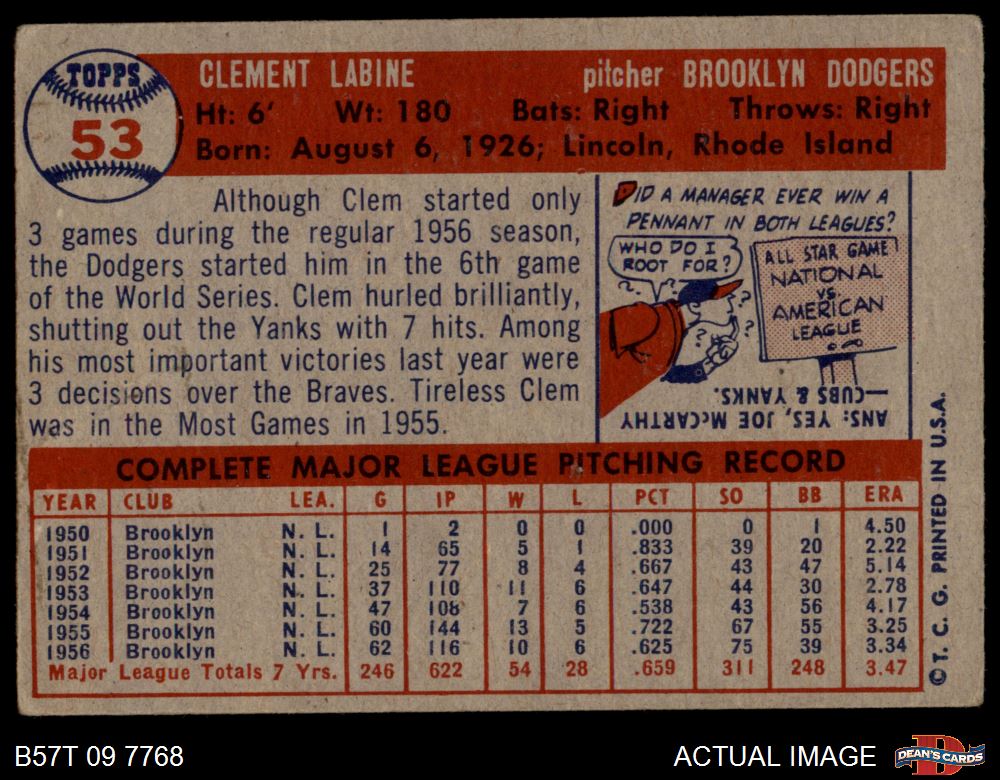 TOPPS
53
CLEMENT LABINE pitcher BROOKLYN DODGERS
Ht: 6' Wt: 180 Bats: Right Throws: Right
Born: August 6, 1926; Lincoln, Rhode Island
Although Clem started only
3 games during the regular 1956 season,
the Dodgers started him in the 6th game
of the World Series. Clem hurled brilliantly,
shutting out the Yanks with 7 hits. Among
his most important victories last year were
3 decisions over the Braves. Tireless Clem
was in the Most Games in 1955.
DID A MANAGER EVER WIN A
PENNANT IN BOTH LEAGUES?
WHO DO I
ROOT FOR?
ALL STAR GAME
NATIONAL
VS.
AMERICAN
LEAGUE
ANS: YES, JOE McCARTHY
—CUBS & YANKS.
COMPLETE MAJOR LEAGUE PITCHING RECORD
YEAR CLUB LEA. G IP W L PCT SO BB ERA
1950 Brooklyn N. L. 1 2 0 0 .000 0 1 4.50
1951 Brooklyn N. L. 14 65 5 1 .833 39 20 2.22
1952 Brooklyn N. L. 25 77 8 4 .667 43 47 5.14
1953 Brooklyn N. L. 37 110 11 6 .647 44 30 2.78
1954 Brooklyn N. L. 47 108 7 6 .538 43 56 4.17
1955 Brooklyn N. L. 60 144 13 5 .722 67 55 3.25
1956 Brooklyn N. L. 62 116 10 6 .625 75 39 3.34
Major League Totals 7 Yrs. 246 622 54 28 .659 311 248 3.47
© T. C. G. PRINTED IN U.S.A.
B57T 09 7768
ACTUAL IMAGE
DEAN'S CARDS